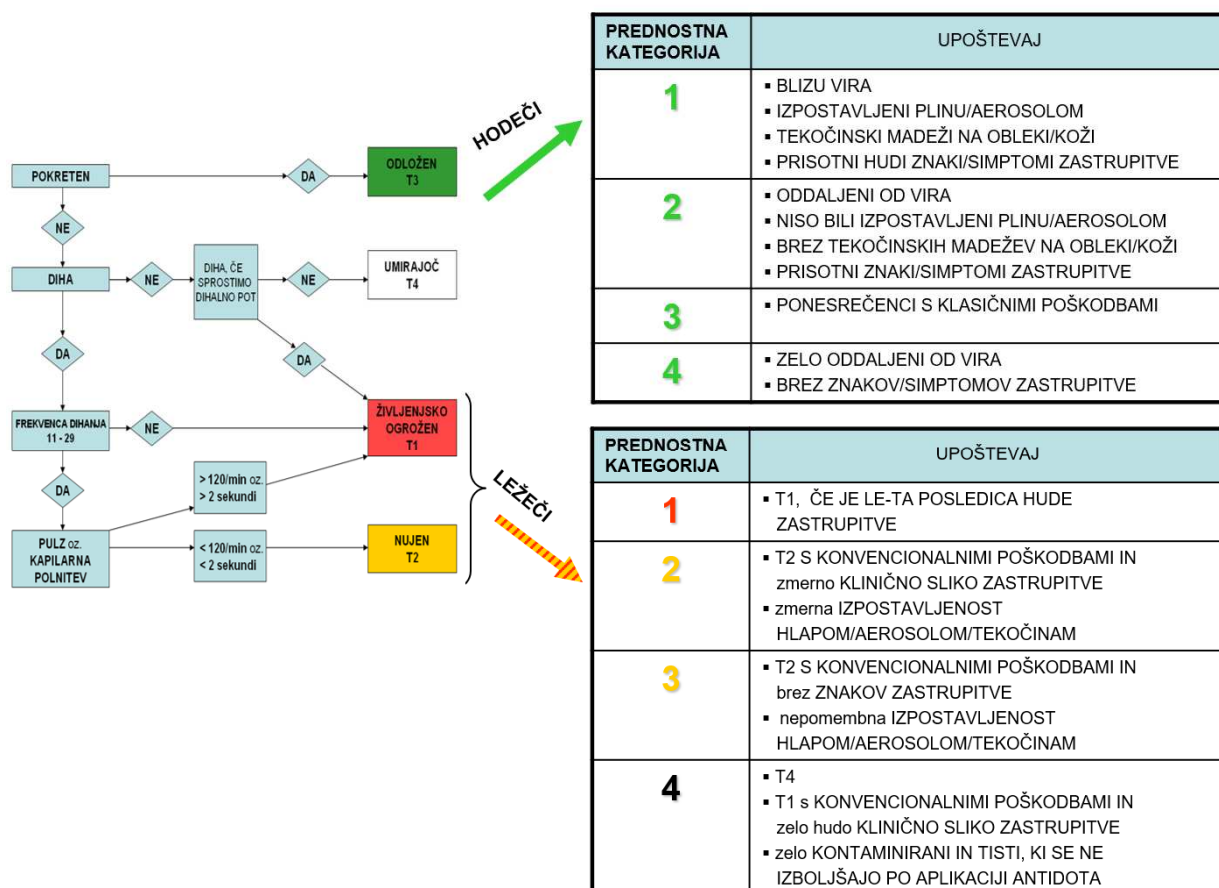 POKRETEN
DA
ODLOŽEN
T3
NE
DIHA
NE
DIHA, ČE
SPROSTIMO
DIHALNO POT
NE
UMIRAJOČ
T4
DA
DA
FREKVENCA DIHANJA
11 - 29
NE
ŽIVLJENJSKO
OGROŽEN
T1
DA
> 120/min oz.
> 2 sekundi
PULZ oz.
KAPILARNA
POLNITEV
< 120/min oz.
< 2 sekundi
NUJEN
T2
HODEČI
LEŽEČI
PREDNOSTNA
KATEGORIJA
UPOŠTEVAJ
1
▪ BLIZU VIRA
▪ IZPOSTAVLJENI PLINU/AEROSOLOM
▪ TEKOČINSKI MADEŽI NA OBLEKI/KOŽI
▪ PRISOTNI HUDI ZNAKI/SIMPTOMI ZASTRUPITVE
2
▪ ODDALJENI OD VIRA
▪ NISO BILI IZPOSTAVLJENI PLINU/AEROSOLOM
▪ BREZ TEKOČINSKIH MADEŽEV NA OBLEKI/KOŽI
▪ PRISOTNI ZNAKI/SIMPTOMI ZASTRUPITVE
3
▪ PONESREČENCI S KLASIČNIMI POŠKODBAMI
4
▪ ZELO ODDALJENI OD VIRA
▪ BREZ ZNAKOV/SIMPTOMOV ZASTRUPITVE
PREDNOSTNA
KATEGORIJA
UPOŠTEVAJ
1
▪ T1, ČE JE LE-TA POSLEDICA HUDE
ZASTRUPITVE
2
▪ T2 S KONVENCIONALNIMI POŠKODBAMI IN
zmerno KLINIČNO SLIKO ZASTRUPITVE
▪ zmerna IZPOSTAVLJENOST
HLAPOM/AEROSOLOM/TEKOČINAM
3
▪ T2 S KONVENCIONALNIMI POŠKODBAMI IN
brez ZNAKOV ZASTRUPITVE
▪ nepomembna IZPOSTAVLJENOST
HLAPOM/AEROSOLOM/TEKOČINAM
4
▪ T4
▪ T1 s KONVENCIONALNIMI POŠKODBAMI IN
zelo hudo KLINIČNO SLIKO ZASTRUPITVE
▪ zelo KONTAMINIRANI IN TISTI, KI SE NE
IZBOLJŠAJO PO APLIKACIJI ANTIDOTA